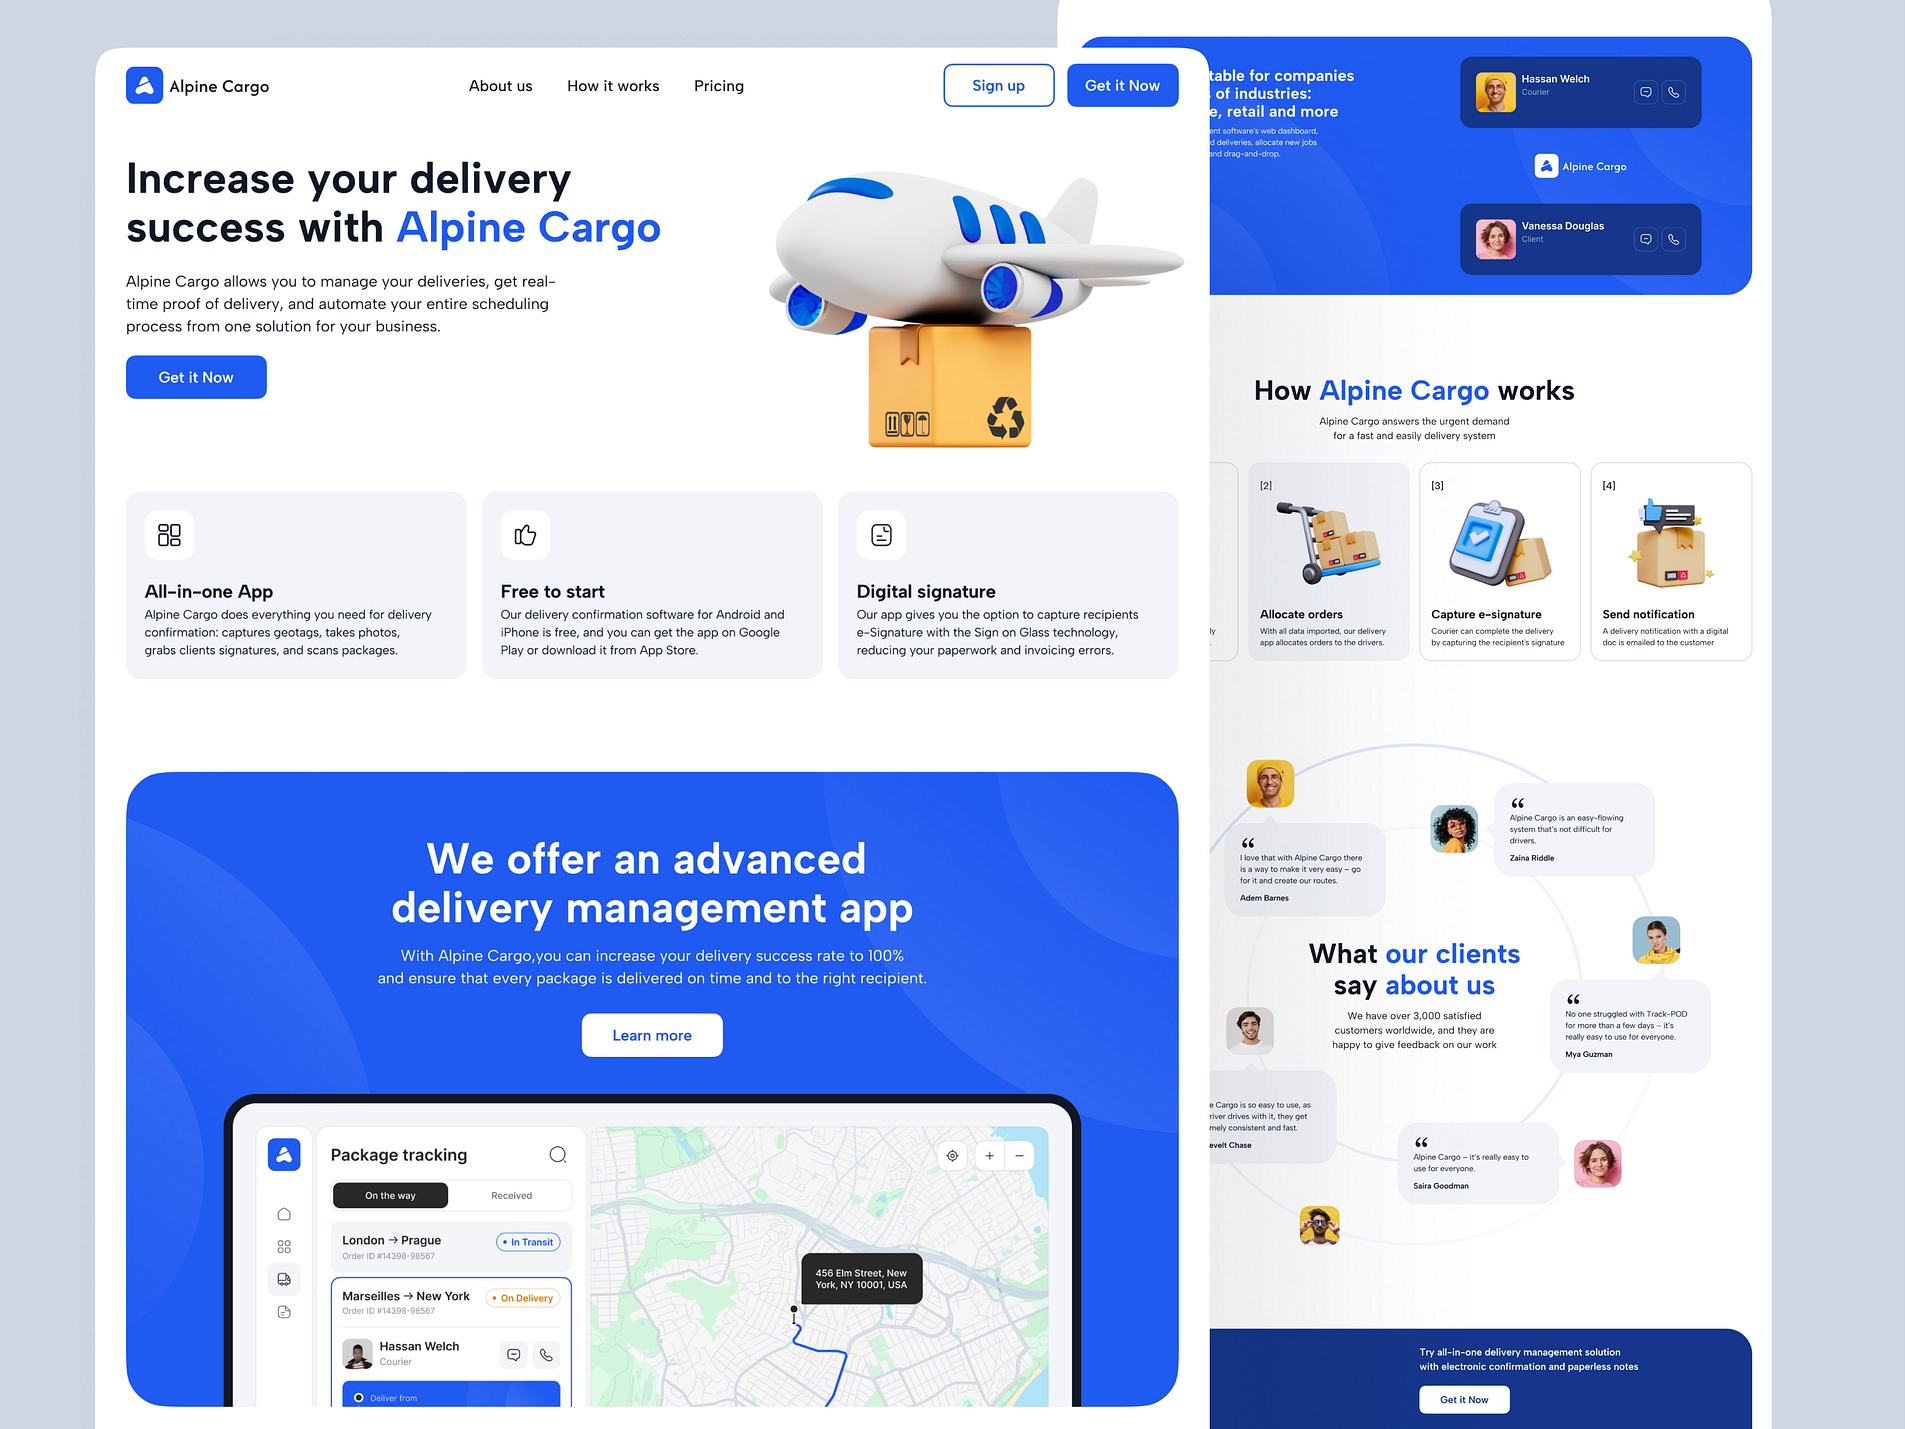 Alpine Cargo
About us
How it works
Pricing
Sign up
Get it Now
Increase your delivery
success with Alpine Cargo
Alpine Cargo allows you to manage your deliveries, get real-
time proof of delivery, and automate your entire scheduling
process from one solution for your business.
Get it Now
All-in-one App
Alpine Cargo does everything you need for delivery
confirmation: captures geotags, takes photos,
grabs clients signatures, and scans packages.
Free to start
Our delivery confirmation software for Android and
iPhone is free, and you can get the app on Google
Play or download it from App Store.
Digital signature
Our app gives you the option to capture recipients
e-Signature with the Sign on Glass technology,
reducing your paperwork and invoicing errors.
We offer an advanced
delivery management app
With Alpine Cargo,you can increase your delivery success rate to 100%
and ensure that every package is delivered on time and to the right recipient.
Learn more
Package tracking
On the way
Received
London → Prague
In Transit
Order ID #14398-98567
Marseilles → New York
On Delivery
Order ID #14398-98567
Hassan Welch
Courier
Deliver from
456 Elm Street, New
York, NY 10001, USA
table for companies
of industries:
e, retail and more
ent software's web dashboard,
d deliveries, allocate new jobs
and drag-and-drop.
Hassan Welch
Courier
Alpine Cargo
Vanessa Douglas
Client
How Alpine Cargo works
Alpine Cargo answers the urgent demand
for a fast and easily delivery system
ly
.
[2]
Allocate orders
With all data imported, our delivery
app allocates orders to the drivers.
[3]
Capture e-signature
Courier can complete the delivery
by capturing the recipient's signature
[4]
Send notification
A delivery notification with a digital
doc is emailed to the customer
“
I love that with Alpine Cargo there
is a way to make it very easy – go
for it and create our routes.
Adem Barnes
“
Alpine Cargo is an easy-flowing
system that's not difficult for
drivers.
Zaina Riddle
What our clients
say about us
We have over 3,000 satisfied
customers worldwide, and they are
happy to give feedback on our work
“
No one struggled with Track-POD
for more than a few days – it's
really easy to use for everyone.
Mya Guzman
e Cargo is so easy to use, as
river drives with it, they get
mely consistent and fast.
evelt Chase
“
Alpine Cargo – it's really easy to
use for everyone.
Saira Goodman
Try all-in-one delivery management solution
with electronic confirmation and paperless notes
Get it Now